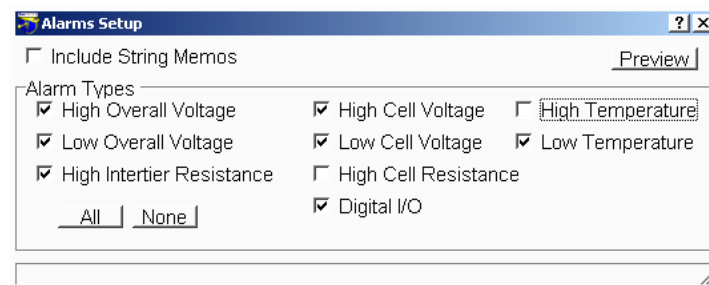 Alarms Setup
Include String Memos
Preview
Alarm Types
High Overall Voltage
High Cell Voltage
High Temperature
Low Overall Voltage
Low Cell Voltage
Low Temperature
High Intertier Resistance
High Cell Resistance
All
None
Digital I/O